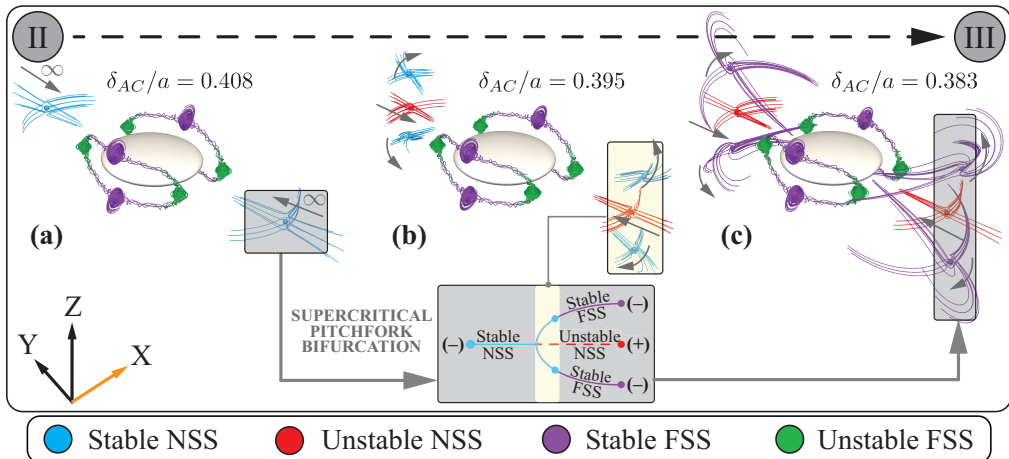 II
III
∞
δ_AC/a = 0.408
δ_AC/a = 0.395
δ_AC/a = 0.383
∞
(a)
(b)
(c)
SUPERCRITICAL
PITCHFORK
BIFURCATION
Stable
FSS
(–)
(–)
Stable
NSS
Unstable
NSS
(+)
Stable
FSS
(–)
Z
Y
X
Stable NSS
Unstable NSS
Stable FSS
Unstable FSS